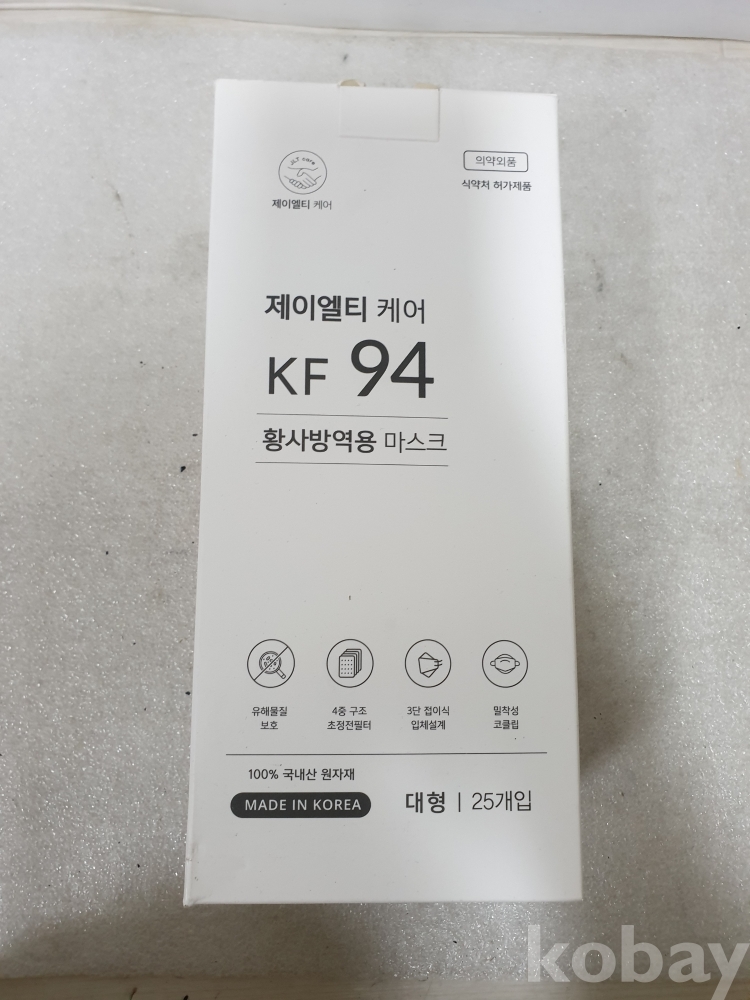 JLT care
제이엘티 케어
의약외품
식약처 허가제품
제이엘티 케어
KF 94
황사방역용 마스크
유해물질
보호
4중 구조
초정전필터
3단 접이식
입체설계
밀착성
코클립
100% 국내산 원자재
MADE IN KOREA
대형 | 25개입
kobay